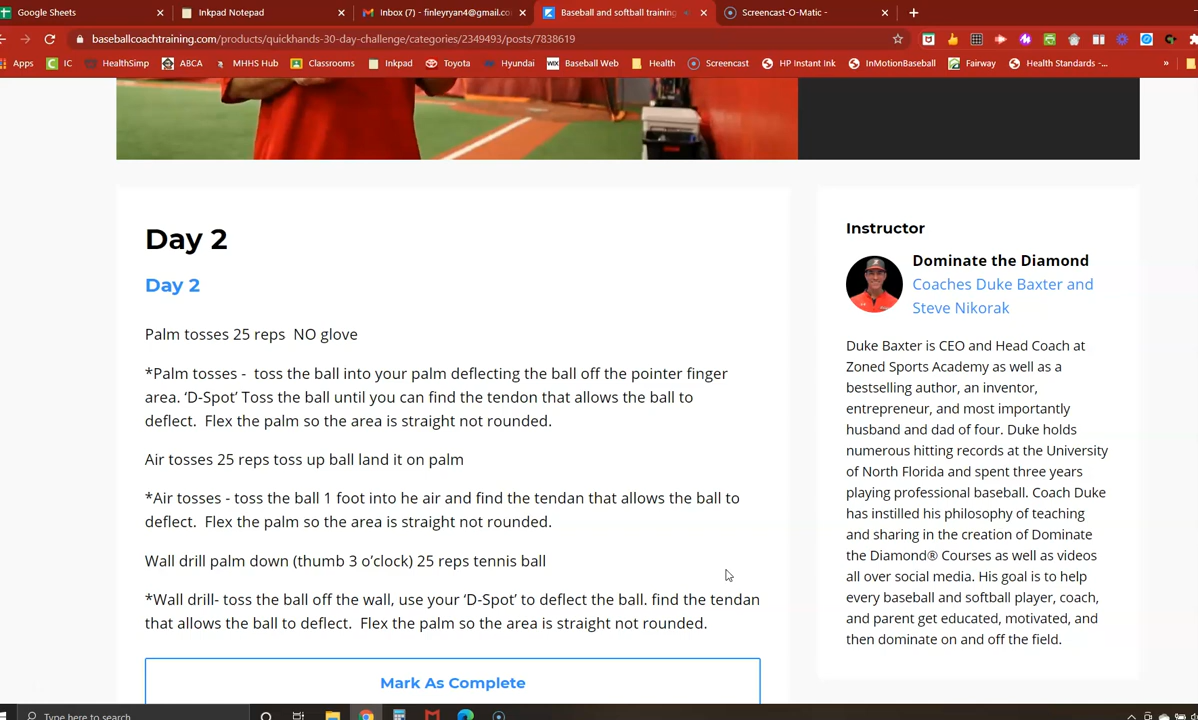 Google Sheets
Inkpad Notepad
Inbox (7) - finleyryan4@gmail.co
Baseball and softball training
Screencast-O-Matic -
baseballcoachtraining.com/products/quickhands-30-day-challenge/categories/2349493/posts/7838619
Apps IC HealthSimp ABCA MHHS Hub Classrooms Inkpad Toyota Hyundai Baseball Web Health Screencast HP Instant Ink InMotionBaseball Fairway Health Standards -... »
Day 2
Day 2
Palm tosses 25 reps NO glove
*Palm tosses - toss the ball into your palm deflecting the ball off the pointer finger
area. ‘D-Spot’ Toss the ball until you can find the tendon that allows the ball to
deflect. Flex the palm so the area is straight not rounded.
Air tosses 25 reps toss up ball land it on palm
*Air tosses - toss the ball 1 foot into he air and find the tendan that allows the ball to
deflect. Flex the palm so the area is straight not rounded.
Wall drill palm down (thumb 3 o’clock) 25 reps tennis ball
*Wall drill- toss the ball off the wall, use your ‘D-Spot’ to deflect the ball. find the tendan
that allows the ball to deflect. Flex the palm so the area is straight not rounded.
Mark As Complete
Instructor
Dominate the Diamond
Coaches Duke Baxter and
Steve Nikorak
Duke Baxter is CEO and Head Coach at
Zoned Sports Academy as well as a
bestselling author, an inventor,
entrepreneur, and most importantly
husband and dad of four. Duke holds
numerous hitting records at the University
of North Florida and spent three years
playing professional baseball. Coach Duke
has instilled his philosophy of teaching
and sharing in the creation of Dominate
the Diamond® Courses as well as videos
all over social media. His goal is to help
every baseball and softball player, coach,
and parent get educated, motivated, and
then dominate on and off the field.
Type here to search